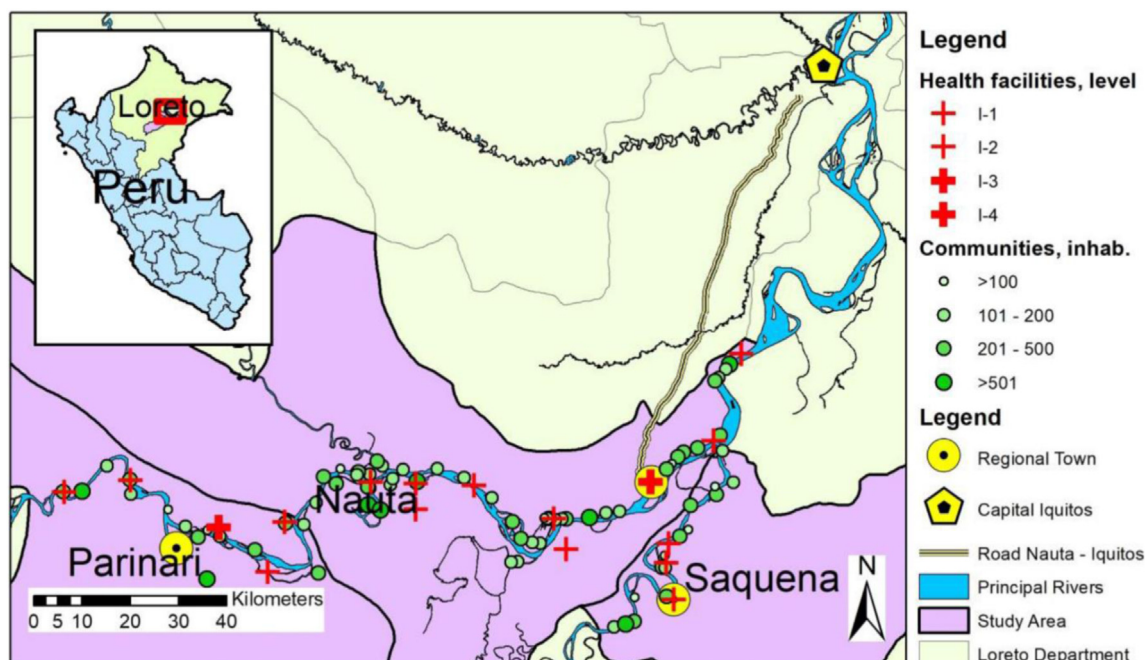 Loreto
Peru
Nauta
Parinari
Saquena
N
Kilometers
0 5 10 20 30 40
Legend
Health facilities, level
I-1
I-2
I-3
I-4
Communities, inhab.
>100
101 - 200
201 - 500
>501
Legend
Regional Town
Capital Iquitos
Road Nauta - Iquitos
Principal Rivers
Study Area
Loreto Department